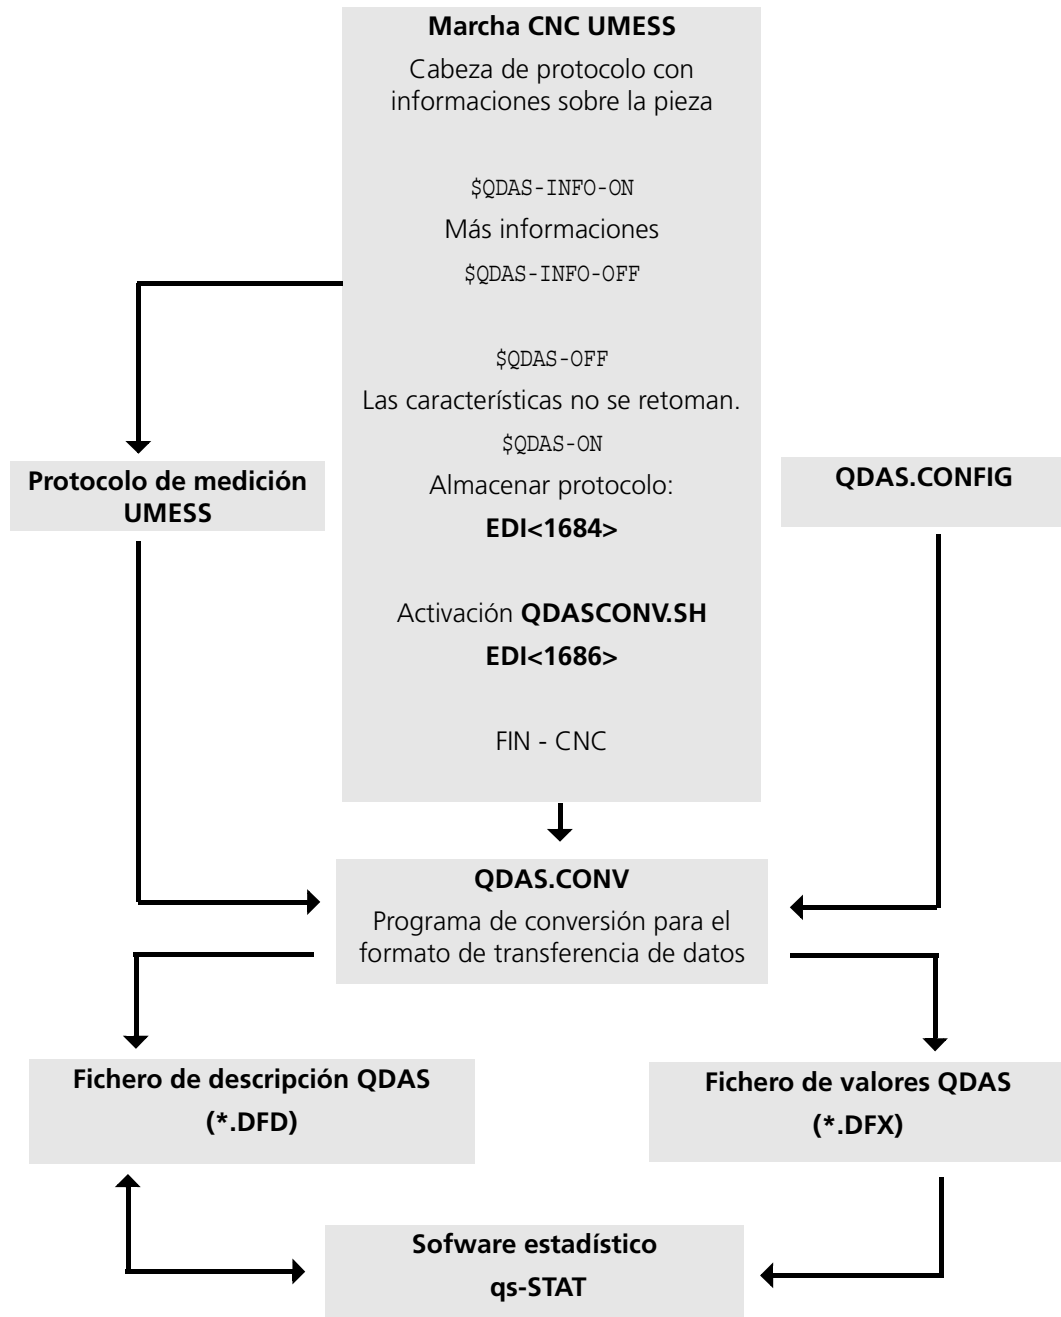 Marcha CNC UMESS
Cabeza de protocolo con
informaciones sobre la pieza
$QDAS-INFO-ON
Más informaciones
$QDAS-INFO-OFF
$QDAS-OFF
Las características no se retoman.
$QDAS-ON
Almacenar protocolo:
EDI<1684>
Activación QDASCONV.SH
EDI<1686>
FIN - CNC
Protocolo de medición
UMESS
QDAS.CONFIG
QDAS.CONV
Programa de conversión para el
formato de transferencia de datos
Fichero de descripción QDAS
(*.DFD)
Fichero de valores QDAS
(*.DFX)
Sofware estadístico
qs-STAT